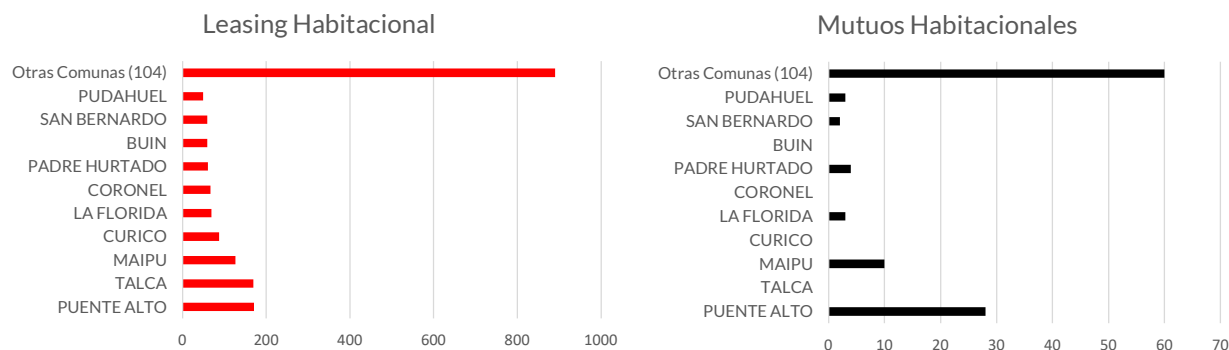 Leasing Habitacional
Otras Comunas (104)
PUDAHUEL
SAN BERNARDO
BUIN
PADRE HURTADO
CORONEL
LA FLORIDA
CURICO
MAIPU
TALCA
PUENTE ALTO
0 200 400 600 800 1000
Mutuos Habitacionales
Otras Comunas (104)
PUDAHUEL
SAN BERNARDO
BUIN
PADRE HURTADO
CORONEL
LA FLORIDA
CURICO
MAIPU
TALCA
PUENTE ALTO
0 10 20 30 40 50 60 70